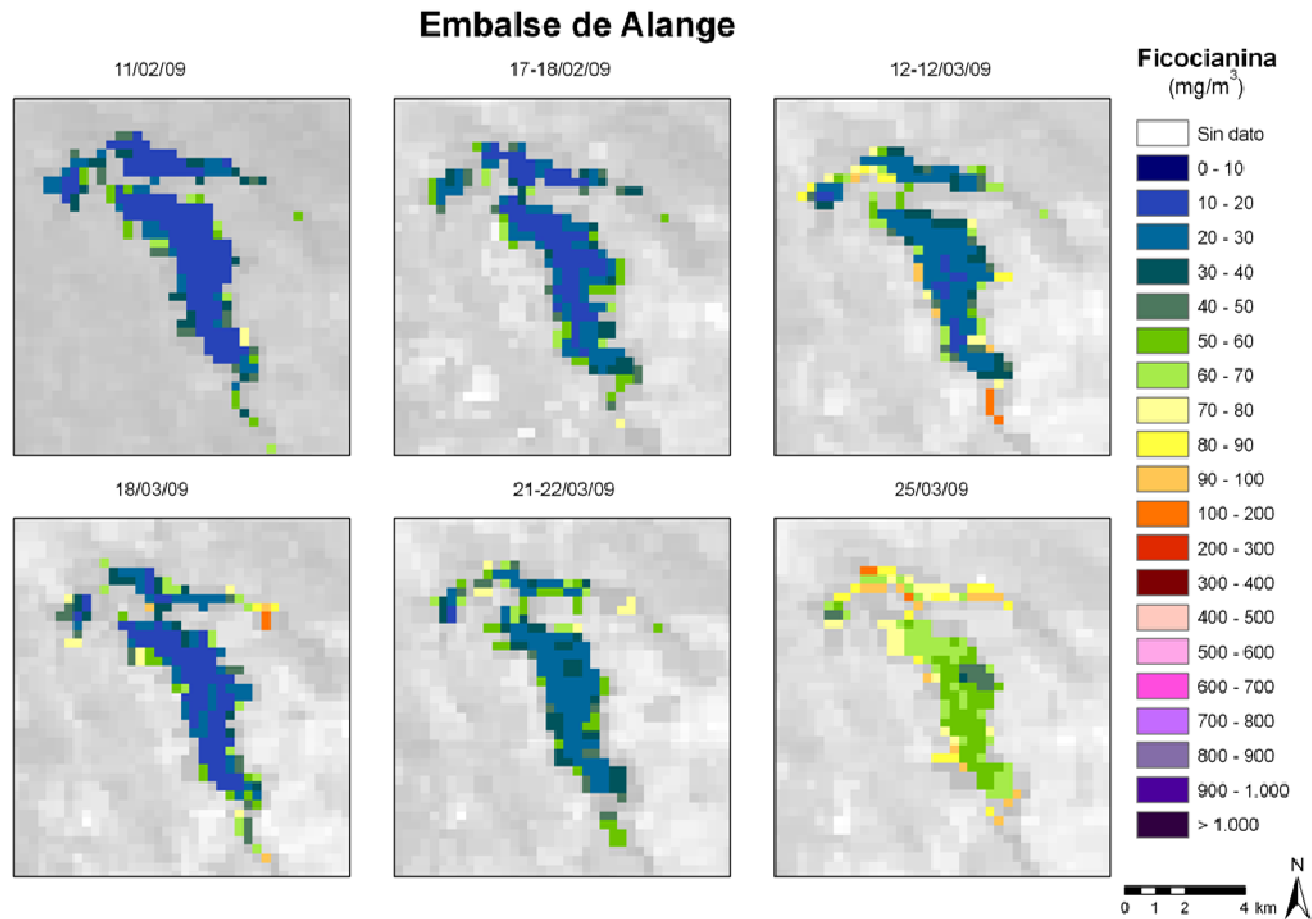 Embalse de Alange
11/02/09
17-18/02/09
12-12/03/09
18/03/09
21-22/03/09
25/03/09
Ficocianina
(mg/m³)
Sin dato
0 - 10
10 - 20
20 - 30
30 - 40
40 - 50
50 - 60
60 - 70
70 - 80
80 - 90
90 - 100
100 - 200
200 - 300
300 - 400
400 - 500
500 - 600
600 - 700
700 - 800
800 - 900
900 - 1.000
> 1.000
N
0 1 2 4 km